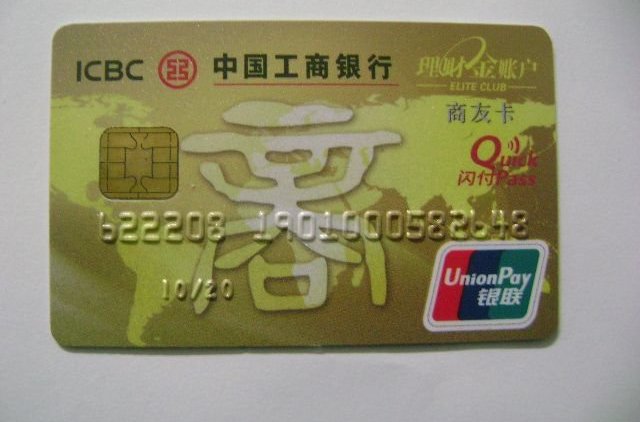 ICBC 中国工商银行 理财金账户
ELITE CLUB
商友卡
Quick
闪付Pass
商
622208 1901000582648
10/20
UnionPay
银联